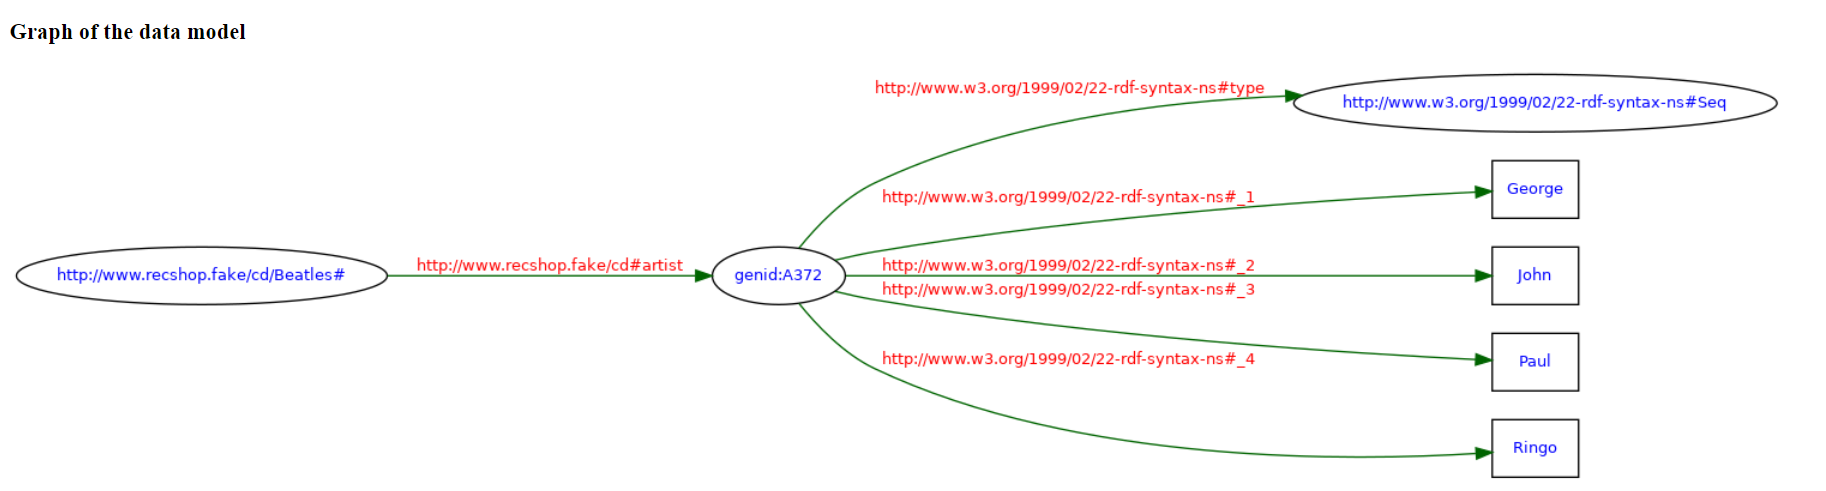 Graph of the data model
http://www.w3.org/1999/02/22-rdf-syntax-ns#type
http://www.w3.org/1999/02/22-rdf-syntax-ns#Seq
http://www.w3.org/1999/02/22-rdf-syntax-ns#_1
George
http://www.recshop.fake/cd/Beatles#
http://www.recshop.fake/cd#artist
genid:A372
http://www.w3.org/1999/02/22-rdf-syntax-ns#_2
John
http://www.w3.org/1999/02/22-rdf-syntax-ns#_3
Paul
http://www.w3.org/1999/02/22-rdf-syntax-ns#_4
Ringo